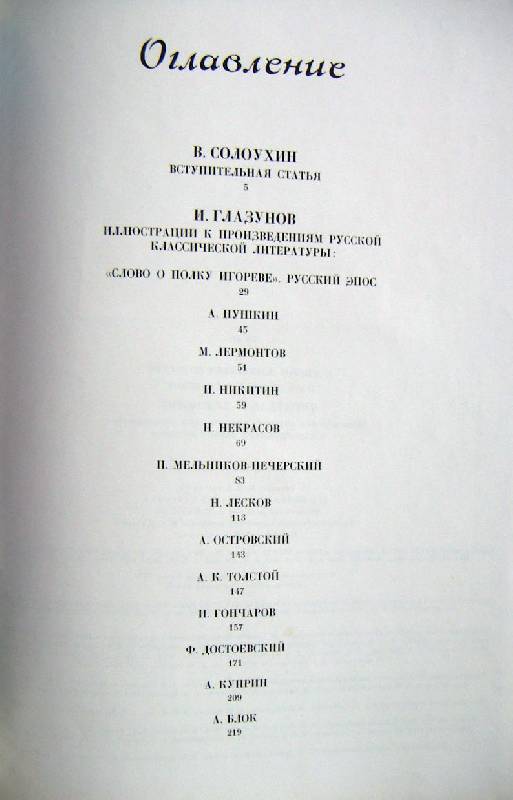 Оглавление
В. СОЛОУХИН
ВСТУПИТЕЛЬНАЯ СТАТЬЯ
5
И. ГЛАЗУНОВ
ИЛЛЮСТРАЦИИ К ПРОИЗВЕДЕНИЯМ РУССКОЙ
КЛАССИЧЕСКОЙ ЛИТЕРАТУРЫ:
«СЛОВО О ПОЛКУ ИГОРЕВЕ». РУССКИЙ ЭПОС
29
А. ПУШКИН
45
М. ЛЕРМОНТОВ
51
И. НИКИТИН
59
Н. НЕКРАСОВ
69
П. МЕЛЬНИКОВ-ПЕЧЕРСКИЙ
83
Н. ЛЕСКОВ
113
А. ОСТРОВСКИЙ
143
А. К. ТОЛСТОЙ
147
И. ГОНЧАРОВ
157
Ф. ДОСТОЕВСКИЙ
171
А. КУПРИН
209
А. БЛОК
219